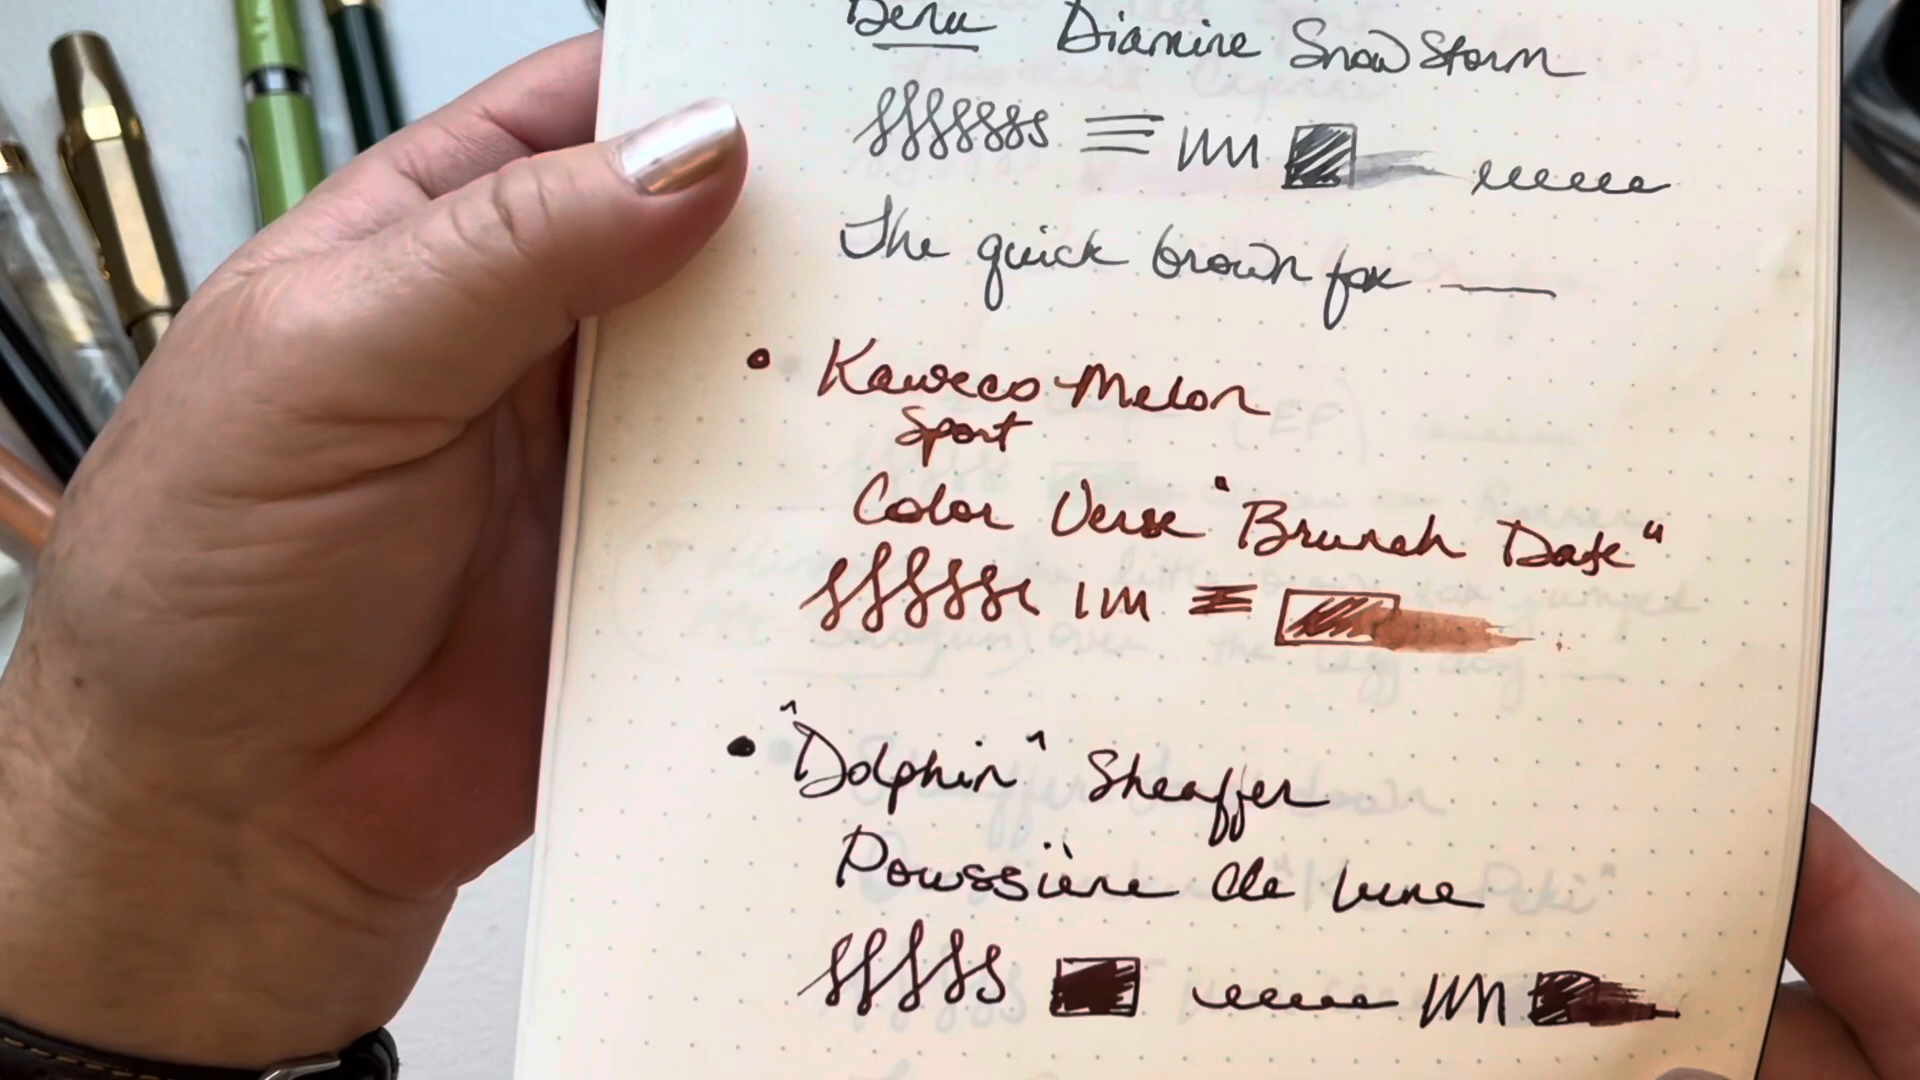 Benu Diamine Snow Storm
The quick brown fox
Kaweco Melon
Sport
Color Verse "Brunch Date"
"Dolphin" Sheaffer
Poussière de lune